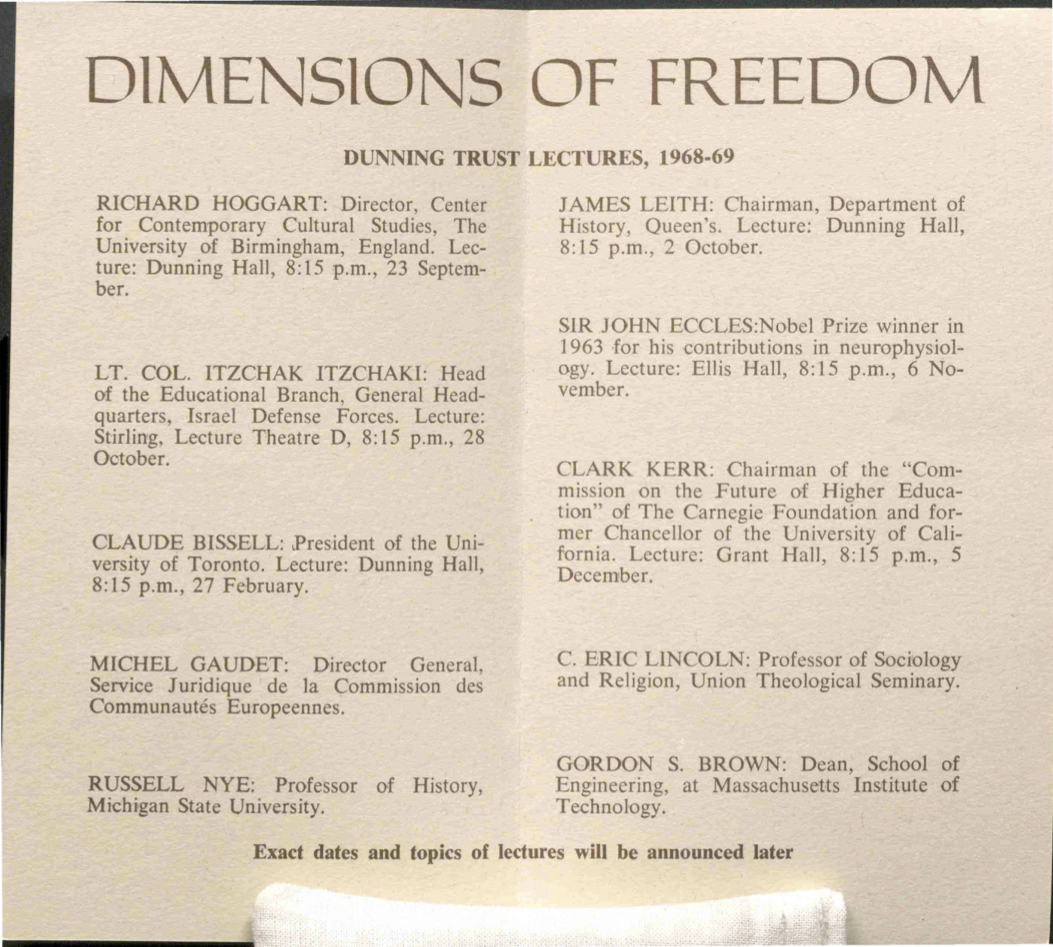 DIMENSIONS OF FREEDOM
DUNNING TRUST LECTURES, 1968-69
RICHARD HOGGART: Director, Center
for Contemporary Cultural Studies, The
University of Birmingham, England. Lec-
ture: Dunning Hall, 8:15 p.m., 23 Septem-
ber.
LT. COL. ITZCHAK ITZCHAKI: Head
of the Educational Branch, General Head-
quarters, Israel Defense Forces. Lecture:
Stirling, Lecture Theatre D, 8:15 p.m., 28
October.
CLAUDE BISSELL: President of the Uni-
versity of Toronto. Lecture: Dunning Hall,
8:15 p.m., 27 February.
MICHEL GAUDET: Director General,
Service Juridique de la Commission des
Communautés Europeennes.
RUSSELL NYE: Professor of History,
Michigan State University.
JAMES LEITH: Chairman, Department of
History, Queen's. Lecture: Dunning Hall,
8:15 p.m., 2 October.
SIR JOHN ECCLES:Nobel Prize winner in
1963 for his contributions in neurophysiol-
ogy. Lecture: Ellis Hall, 8:15 p.m., 6 No-
vember.
CLARK KERR: Chairman of the "Com-
mission on the Future of Higher Educa-
tion" of The Carnegie Foundation and for-
mer Chancellor of the University of Cali-
fornia. Lecture: Grant Hall, 8:15 p.m., 5
December.
C. ERIC LINCOLN: Professor of Sociology
and Religion, Union Theological Seminary.
GORDON S. BROWN: Dean, School of
Engineering, at Massachusetts Institute of
Technology.
Exact dates and topics of lectures will be announced later